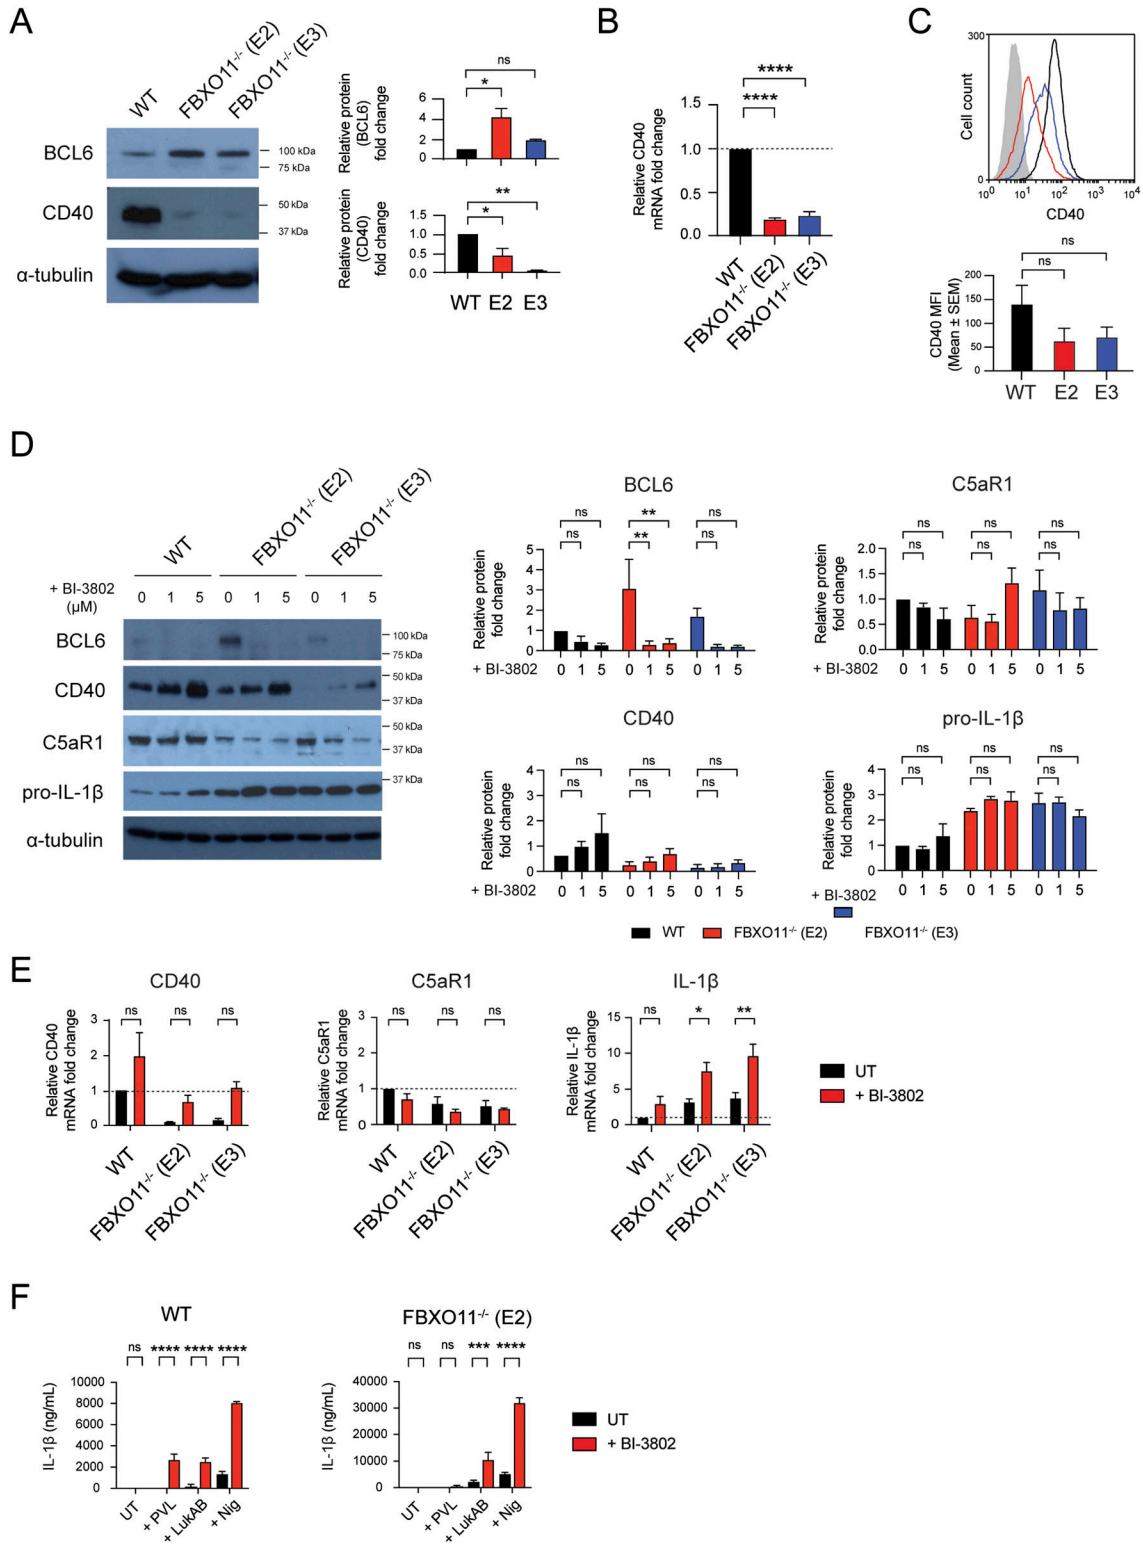 A
WT
FBXO11-/- (E2)
FBXO11-/- (E3)
BCL6
100 kDa
75 kDa
CD40
50 kDa
37 kDa
α-tubulin
Relative protein
(BCL6)
fold change
6
4
2
0
*
ns
Relative protein
(CD40)
fold change
1.5
1.0
0.5
0.0
*
**
WT E2 E3
B
Relative CD40
mRNA fold change
1.5
1.0
0.5
0.0
****
****
WT
FBXO11-/- (E2)
FBXO11-/- (E3)
C
Cell count
300
0
10⁰ 10¹ 10² 10³ 10⁴
CD40
ns
ns
CD40 MFI
(Mean ± SEM)
200
150
100
50
0
WT E2 E3
D
WT
FBXO11-/- (E2)
FBXO11-/- (E3)
+ BI-3802
(µM)
0 1 5 0 1 5 0 1 5
BCL6
100 kDa
75 kDa
CD40
50 kDa
37 kDa
C5aR1
50 kDa
37 kDa
pro-IL-1β
37 kDa
α-tubulin
BCL6
ns
ns
**
**
ns
ns
Relative protein
fold change
5
4
3
2
1
0
+ BI-3802 0 1 5 0 1 5 0 1 5
C5aR1
ns
ns
ns
ns
ns
ns
Relative protein
fold change
2.0
1.5
1.0
0.5
0.0
+ BI-3802 0 1 5 0 1 5 0 1 5
CD40
ns
ns
ns
ns
ns
ns
Relative protein
fold change
4
3
2
1
0
+ BI-3802 0 1 5 0 1 5 0 1 5
pro-IL-1β
ns
ns
ns
ns
ns
ns
Relative protein
fold change
4
3
2
1
0
+ BI-3802 0 1 5 0 1 5 0 1 5
WT FBXO11-/- (E2) FBXO11-/- (E3)
E
CD40
ns ns ns
Relative CD40
mRNA fold change
3
2
1
0
WT
FBXO11-/- (E2)
FBXO11-/- (E3)
C5aR1
ns ns ns
Relative C5aR1
mRNA fold change
3
2
1
0
WT
FBXO11-/- (E2)
FBXO11-/- (E3)
IL-1β
ns * **
Relative IL-1β
mRNA fold change
15
10
5
0
WT
FBXO11-/- (E2)
FBXO11-/- (E3)
UT
+ BI-3802
F
WT
ns **** **** ****
IL-1β (ng/mL)
10000
8000
6000
4000
2000
0
UT
+ PVL
+ LukAB
+ Nig
FBXO11-/- (E2)
ns ns *** ****
IL-1β (ng/mL)
40000
30000
20000
10000
0
UT
+ PVL
+ LukAB
+ Nig
UT
+ BI-3802